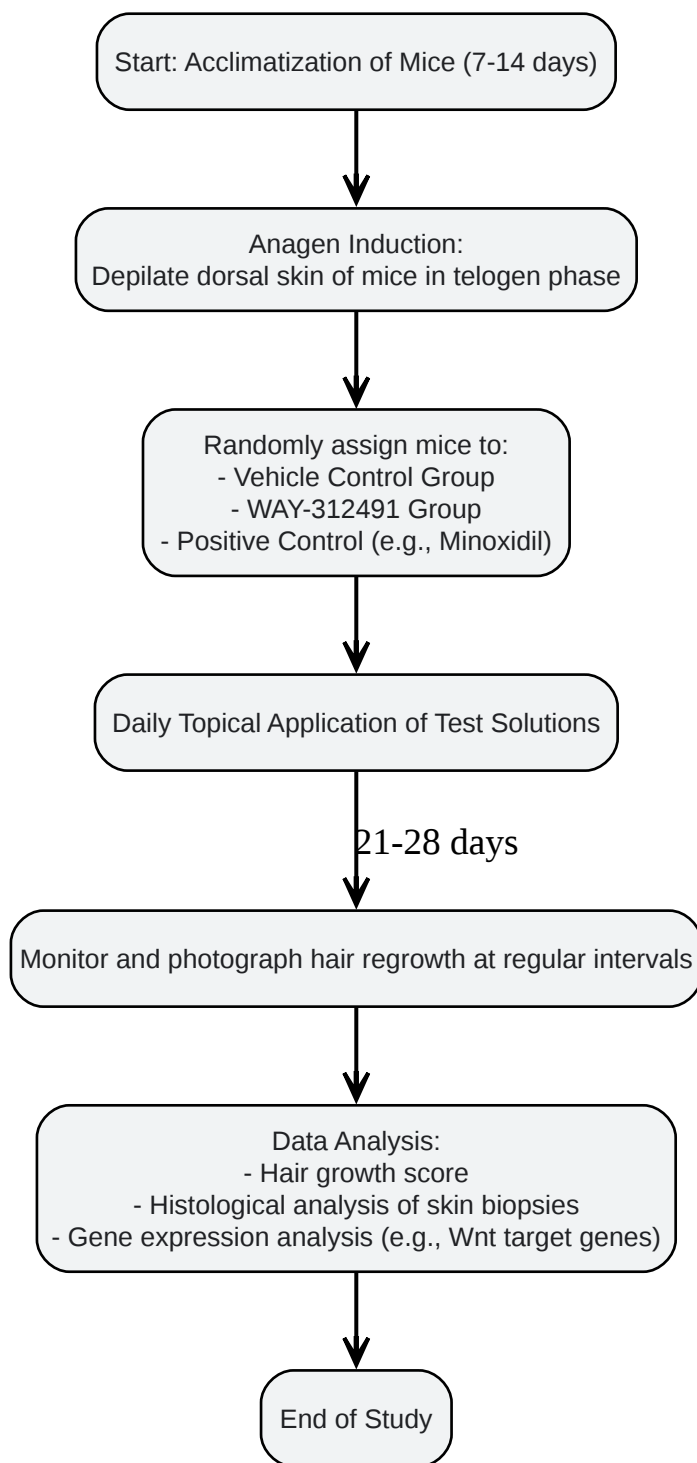 Start: Acclimatization of Mice (7-14 days)
Anagen Induction:
Depilate dorsal skin of mice in telogen phase
Randomly assign mice to:
- Vehicle Control Group
- WAY-312491 Group
- Positive Control (e.g., Minoxidil)
Daily Topical Application of Test Solutions
21-28 days
Monitor and photograph hair regrowth at regular intervals
Data Analysis:
- Hair growth score
- Histological analysis of skin biopsies
- Gene expression analysis (e.g., Wnt target genes)
End of Study